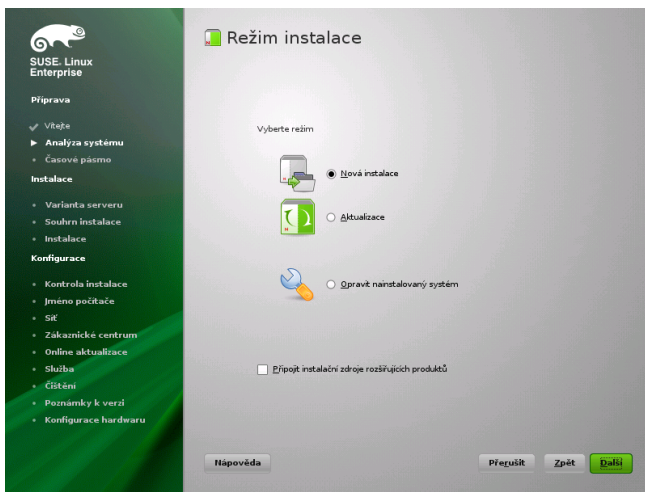 SUSE. Linux
Enterprise
Příprava
Vítejte
Analýza systému
Časové pásmo
Instalace
Varianta serveru
Souhrn instalace
Instalace
Konfigurace
Kontrola instalace
Jméno počítače
Síť
Zákaznické centrum
Online aktualizace
Služba
Čištění
Poznámky k verzi
Konfigurace hardwaru
Režim instalace
Vyberte režim
Nová instalace
Aktualizace
Opravit nainstalovaný systém
Připojit instalační zdroje rozšiřujících produktů
Nápověda
Přerušit
Zpět
Další